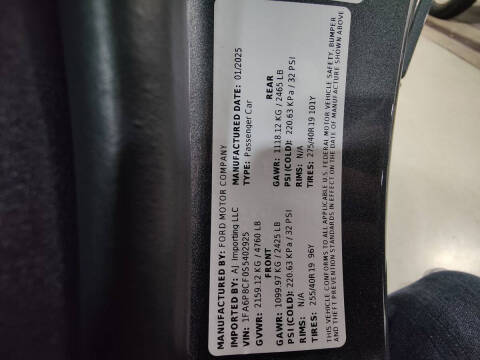 MANUFACTURED BY: FORD MOTOR COMPANY
IMPORTED BY: AJ Importing LLC MANUFACTURED DATE: 01/2025
VIN: 1FA6P8CF0S5402925 TYPE: Passenger Car
GVWR: 2159.12 KG / 4760 LB
FRONT REAR
GAWR: 1099.97 KG / 2425 LB GAWR: 1118.12 KG / 2465 LB
PSI (COLD): 220.63 KPa / 32 PSI PSI (COLD): 220.63 KPa / 32 PSI
RIMS: N/A RIMS: N/A
TIRES: 255/40R19 96Y TIRES: 275/40R19 101Y
THIS VEHICLE CONFORMS TO ALL APPLICABLE U.S. FEDERAL MOTOR VEHICLE SAFETY, BUMPER
AND THEFT PREVENTION STANDARDS IN EFFECT ON THE DATE OF MANUFACTURE SHOWN ABOVE